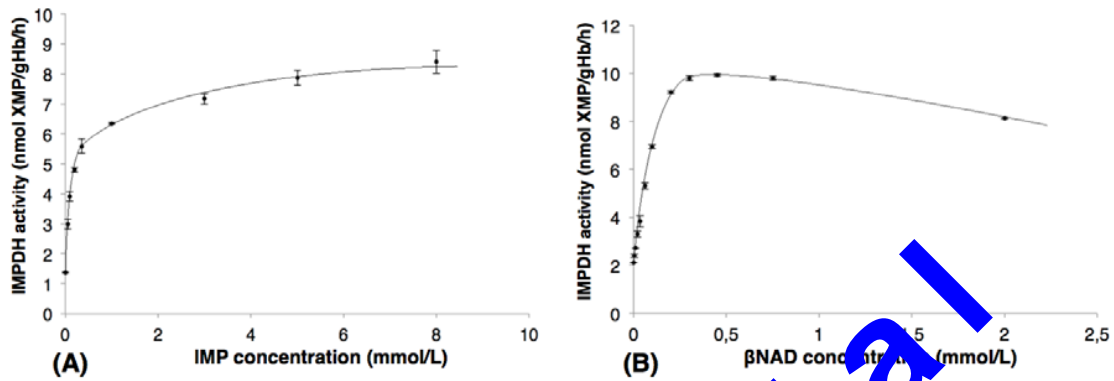 10
9
8
7
6
5
4
3
2
1
0
IMPDH activity (nmol XMP/gHb/h)
0 2 4 6 8 10
IMP concentration (mmol/L)
(A)
12
10
8
6
4
2
0
IMPDH activity (nmol XMP/gHb/h)
0 0,5 1 2 2,5
βNAD (mmol/L)
(B)
a l